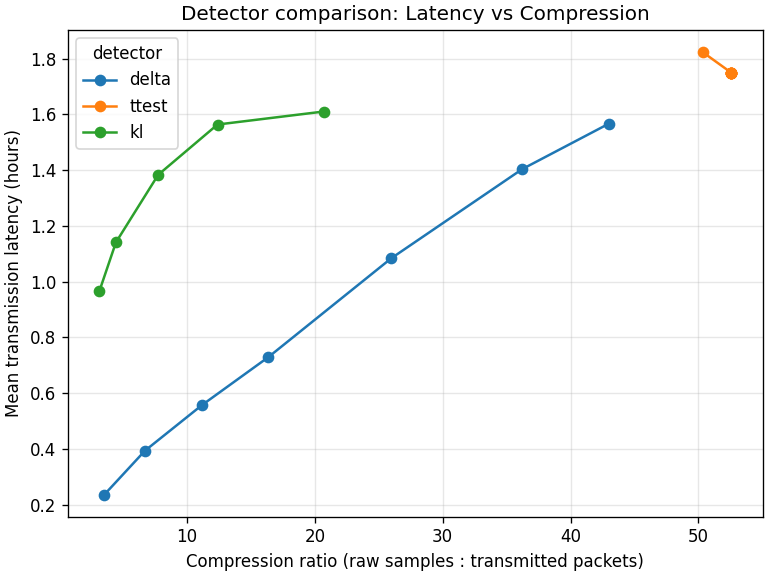 Detector comparison: Latency vs Compression
detector
delta
ttest
kl
Mean transmission latency (hours)
1.8
1.6
1.4
1.2
1.0
0.8
0.6
0.4
0.2
10 20 30 40 50
Compression ratio (raw samples : transmitted packets)